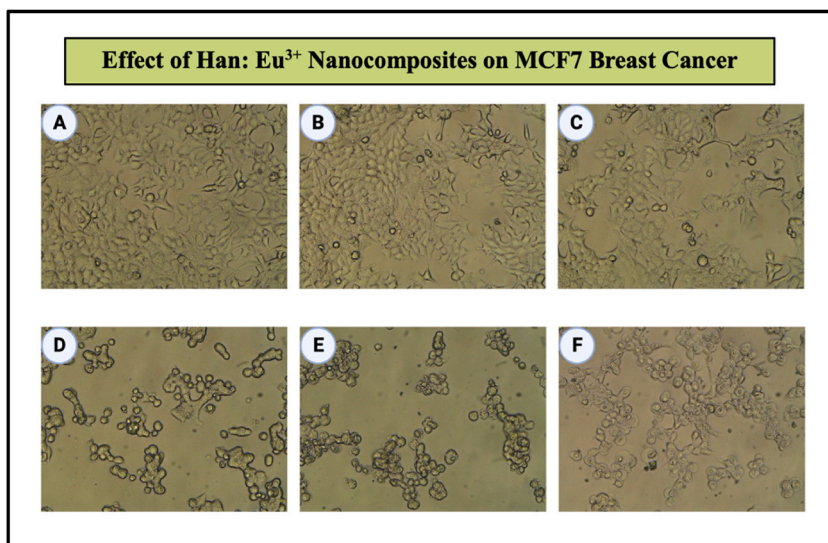 Effect of Han: Eu³⁺ Nanocomposites on MCF7 Breast Cancer
A
B
C
D
E
F